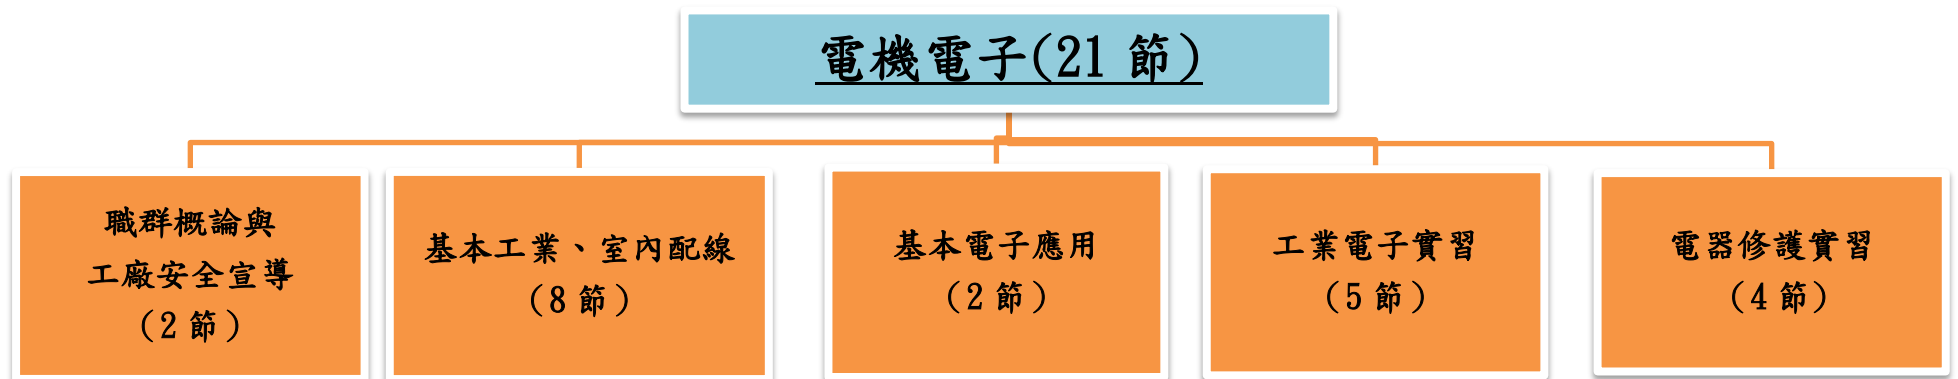 電機電子(21 節)
職群概論與
工廠安全宣導
(2 節)
基本工業、室內配線
(8 節)
基本電子應用
(2 節)
工業電子實習
(5 節)
電器修護實習
(4 節)